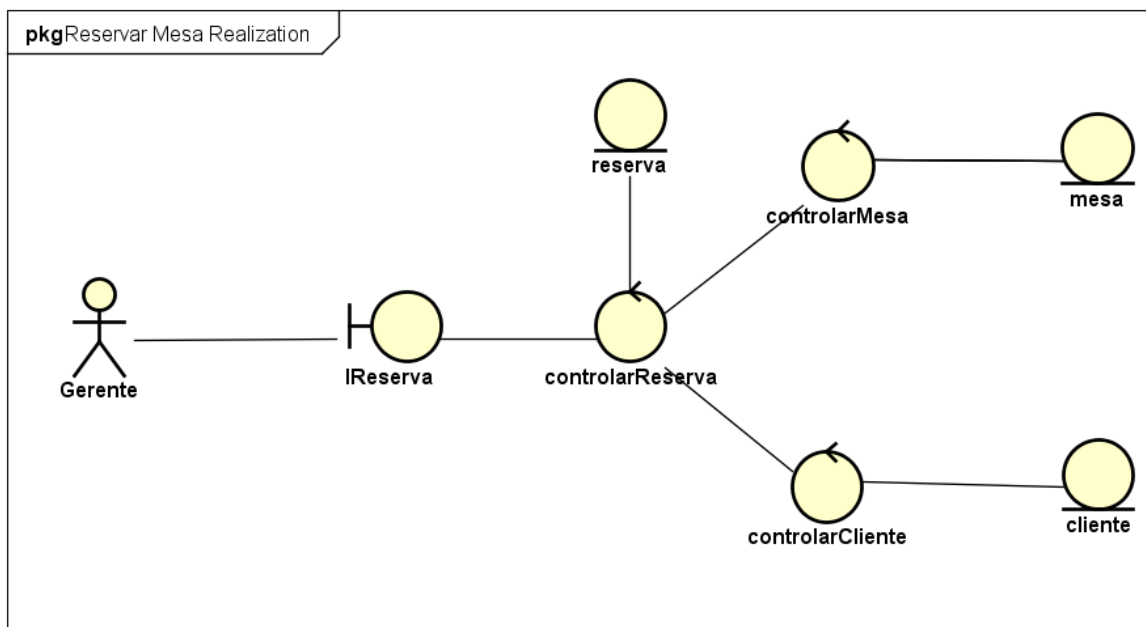 pkgReservar Mesa Realization
reserva
controlarMesa
mesa
Gerente
IReserva
controlarReserva
controlarCliente
cliente